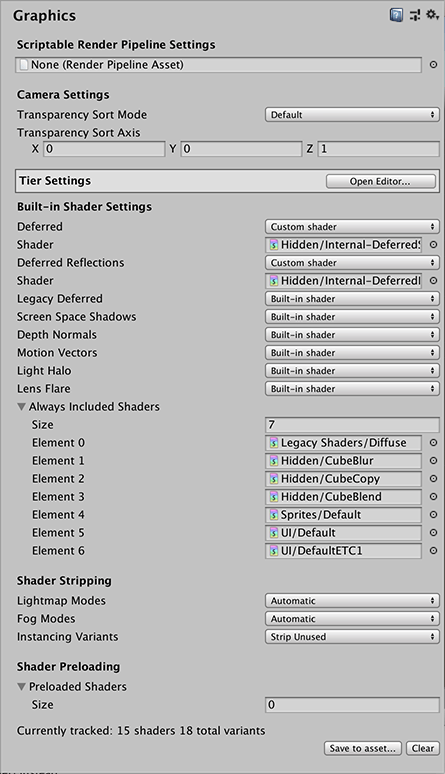 Graphics
Scriptable Render Pipeline Settings
None (Render Pipeline Asset)
Camera Settings
Transparency Sort Mode Default
Transparency Sort Axis
X 0 Y 0 Z 1
Tier Settings Open Editor...
Built-in Shader Settings
Deferred Custom shader
Shader Hidden/Internal-Deferred
Deferred Reflections Custom shader
Shader Hidden/Internal-Deferred
Legacy Deferred Built-in shader
Screen Space Shadows Built-in shader
Depth Normals Built-in shader
Motion Vectors Built-in shader
Light Halo Built-in shader
Lens Flare Built-in shader
Always Included Shaders
Size 7
Element 0 Legacy Shaders/Diffuse
Element 1 Hidden/CubeBlur
Element 2 Hidden/CubeCopy
Element 3 Hidden/CubeBlend
Element 4 Sprites/Default
Element 5 UI/Default
Element 6 UI/DefaultETC1
Shader Stripping
Lightmap Modes Automatic
Fog Modes Automatic
Instancing Variants Strip Unused
Shader Preloading
Preloaded Shaders
Size 0
Currently tracked: 15 shaders 18 total variants
Save to asset... Clear